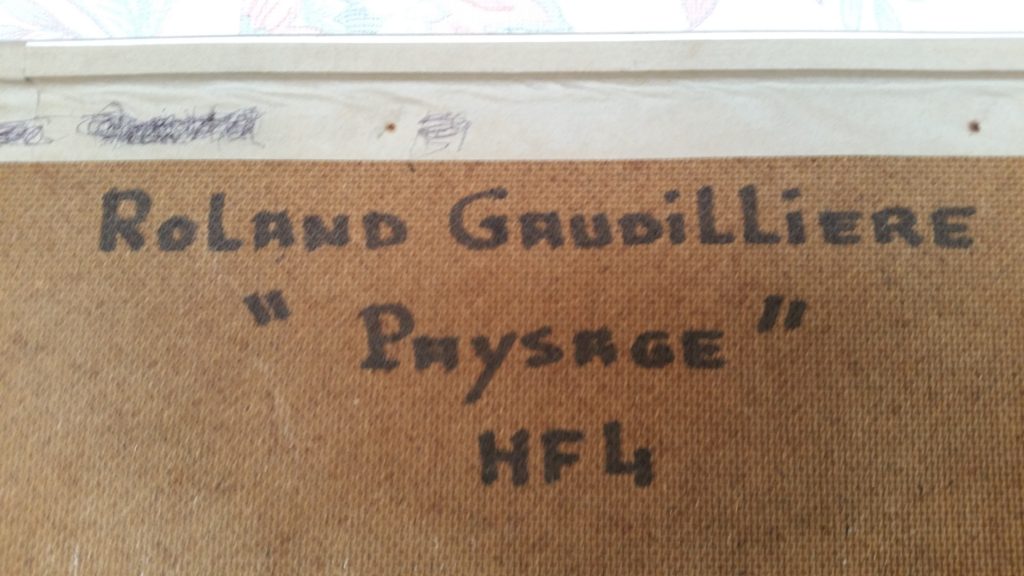 Roland Gaudilliere
" Paysage "
HF4